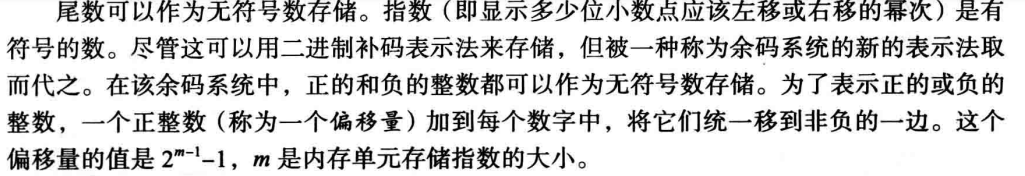 尾数可以作为无符号数存储。指数（即显示多少位小数点应该左移或右移的幂次）是有
符号的数。尽管这可以用二进制补码表示法来存储，但被一种称为余码系统的新的表示法取
而代之。在该余码系统中，正的和负的整数都可以作为无符号数存储。为了表示正的或负的
整数，一个正整数（称为一个偏移量）加到每个数字中，将它们统一移到非负的一边。这个
偏移量的值是 2^{m-1}–1，m 是内存单元存储指数的大小。